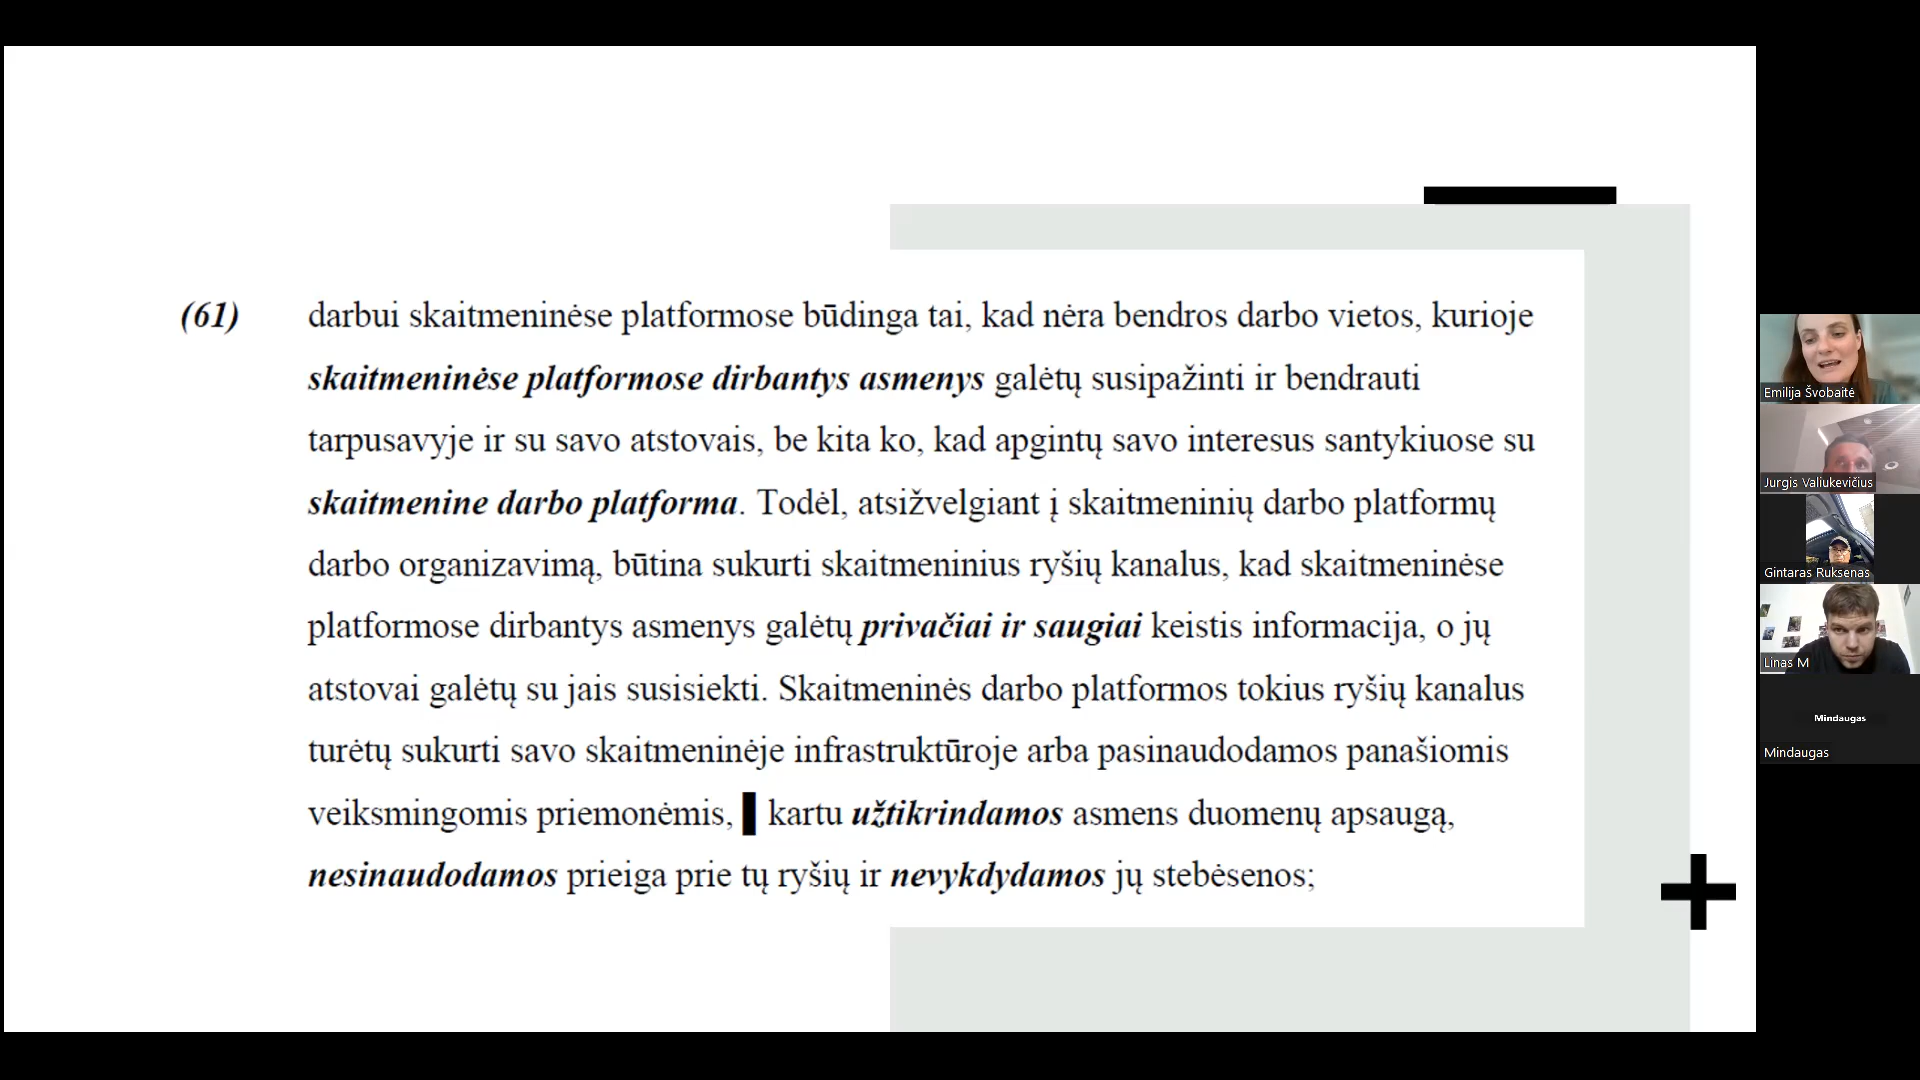 (61) darbui skaitmeninėse platformose būdinga tai, kad nėra bendros darbo vietos, kurioje
skaitmeninėse platformose dirbantys asmenys galėtų susipažinti ir bendrauti
tarpusavyje ir su savo atstovais, be kita ko, kad apgintų savo interesus santykiuose su
skaitmenine darbo platforma. Todėl, atsižvelgiant į skaitmeninių darbo platformų
darbo organizavimą, būtina sukurti skaitmeninius ryšių kanalus, kad skaitmeninėse
platformose dirbantys asmenys galėtų privačiai ir saugiai keistis informacija, o jų
atstovai galėtų su jais susisiekti. Skaitmeninės darbo platformos tokius ryšių kanalus
turėtų sukurti savo skaitmeninėje infrastruktūroje arba pasinaudodamos panašiomis
veiksmingomis priemonėmis, ▌ kartu užtikrindamos asmens duomenų apsaugą,
nesinaudodamos prieiga prie tų ryšių ir nevykdydamos jų stebėsenos;
Emilija Švobaitė
Jurgis Valiukevičius
Gintaras Ruksenas
Linas M
Mindaugas
Mindaugas